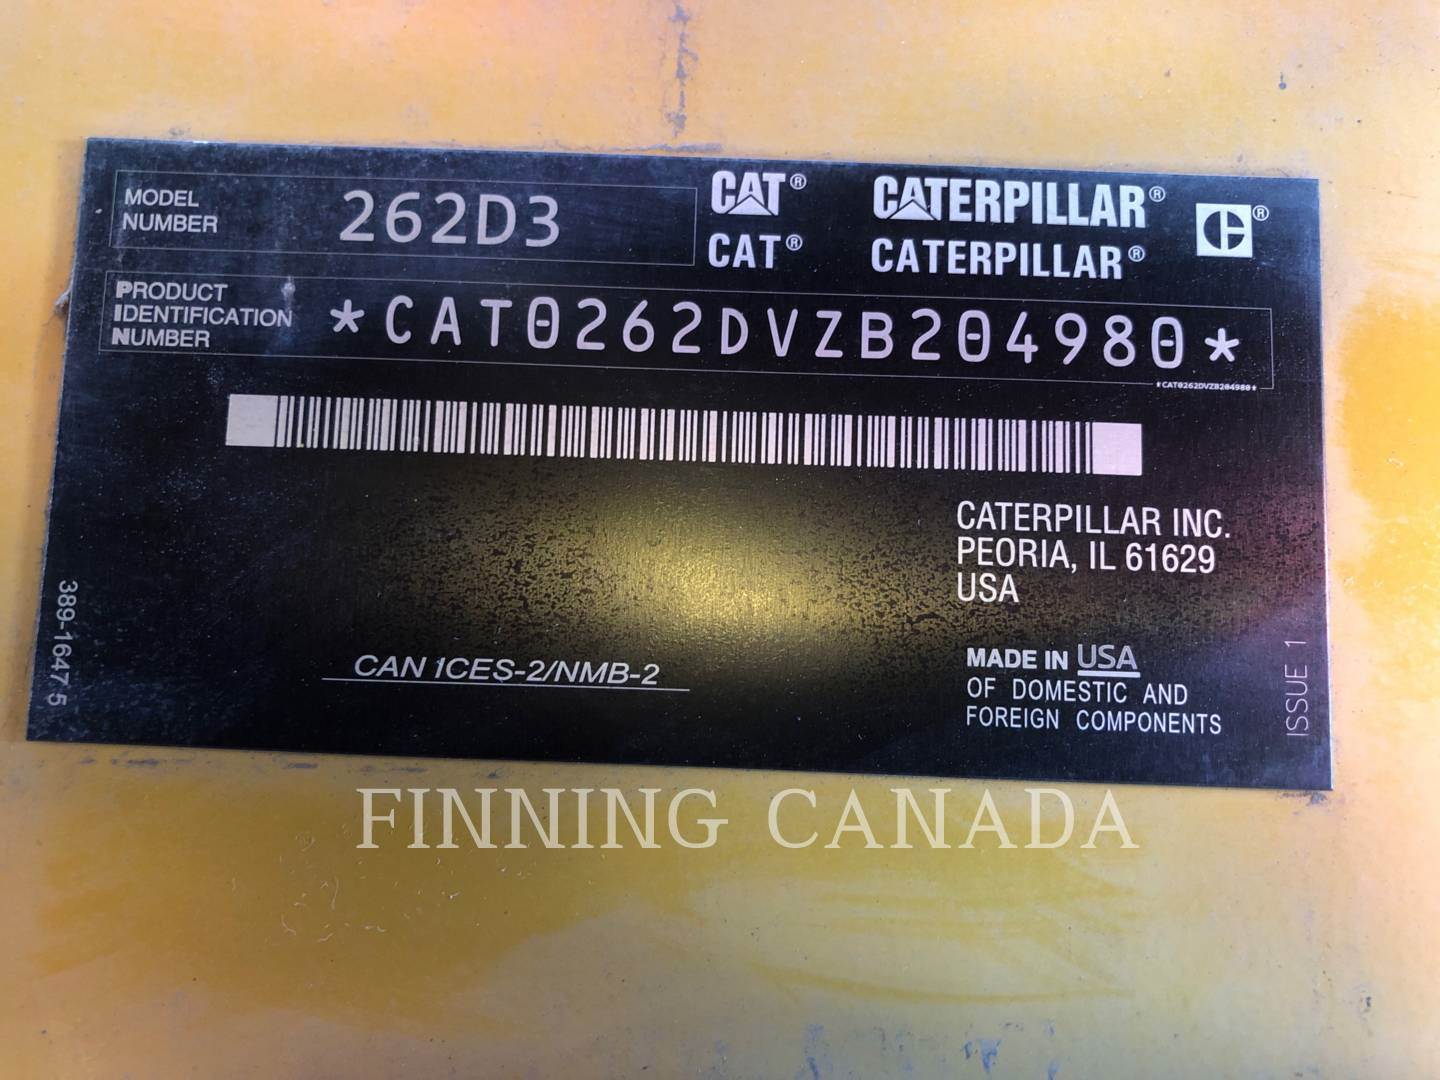 MODEL NUMBER 262D3
CAT® CATERPILLAR®
CAT® CATERPILLAR®
C ®
PRODUCT
IDENTIFICATION
NUMBER
*CAT0262DVZB204980*
*CAT0262DVZB204980*
CATERPILLAR INC.
PEORIA, IL 61629
USA
389-1647 5
CAN ICES-2/NMB-2
MADE IN USA
OF DOMESTIC AND
FOREIGN COMPONENTS
ISSUE 1
FINNING CANADA